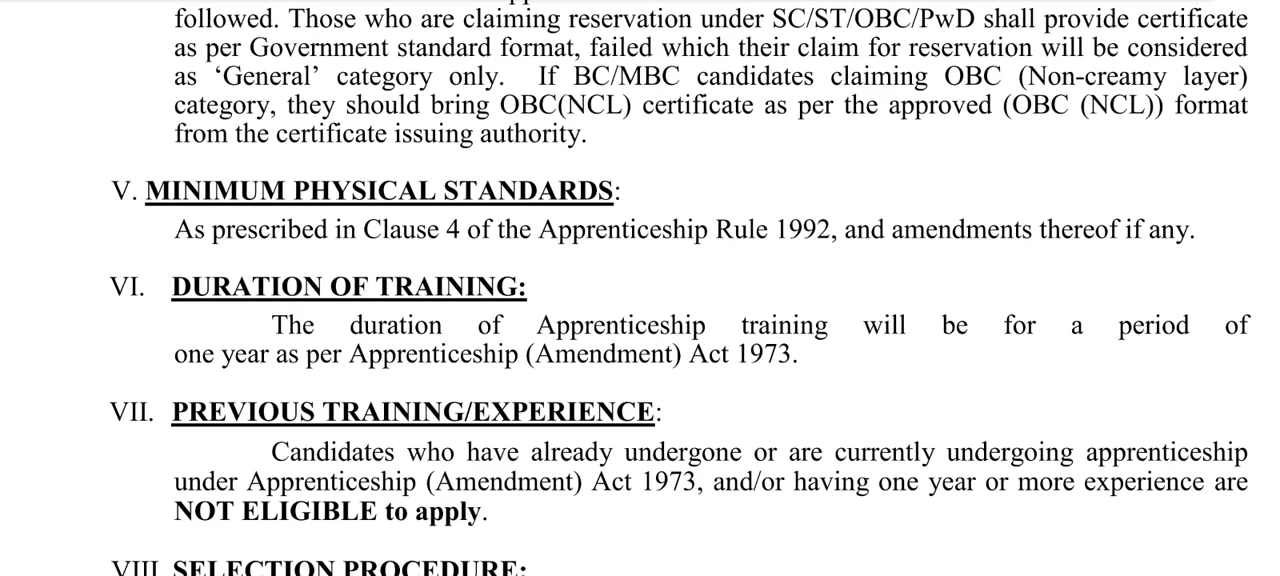 followed. Those who are claiming reservation under SC/ST/OBC/PwD shall provide certificate
as per Government standard format, failed which their claim for reservation will be considered
as ‘General’ category only. If BC/MBC candidates claiming OBC (Non-creamy layer)
category, they should bring OBC(NCL) certificate as per the approved (OBC (NCL)) format
from the certificate issuing authority.
V. MINIMUM PHYSICAL STANDARDS:
As prescribed in Clause 4 of the Apprenticeship Rule 1992, and amendments thereof if any.
VI. DURATION OF TRAINING:
The duration of Apprenticeship training will be for a period of
one year as per Apprenticeship (Amendment) Act 1973.
VII. PREVIOUS TRAINING/EXPERIENCE:
Candidates who have already undergone or are currently undergoing apprenticeship
under Apprenticeship (Amendment) Act 1973, and/or having one year or more experience are
NOT ELIGIBLE to apply.
VIII. SELECTION PROCEDURE: